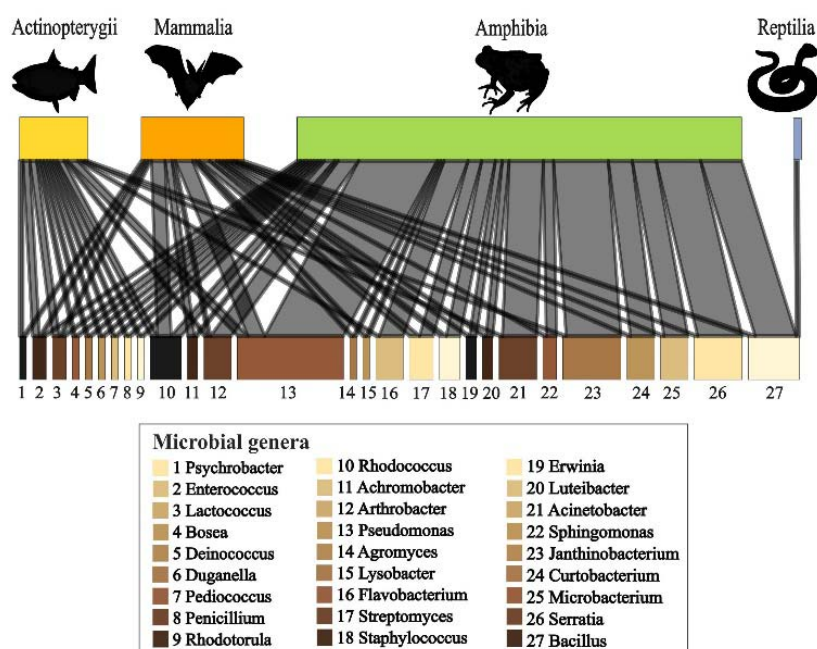 Actinopterygii Mammalia Amphibia Reptilia
1 2 3 4 5 6 7 8 9 10 11 12 13 14 15 16 17 18 19 20 21 22 23 24 25 26 27
Microbial genera
1 Psychrobacter 10 Rhodococcus 19 Erwinia
2 Enterococcus 11 Achromobacter 20 Luteibacter
3 Lactococcus 12 Arthrobacter 21 Acinetobacter
4 Bosea 13 Pseudomonas 22 Sphingomonas
5 Deinococcus 14 Agromyces 23 Janthinobacterium
6 Duganella 15 Lysobacter 24 Curtobacterium
7 Pediococcus 16 Flavobacterium 25 Microbacterium
8 Penicillium 17 Streptomyces 26 Serratia
9 Rhodotorula 18 Staphylococcus 27 Bacillus